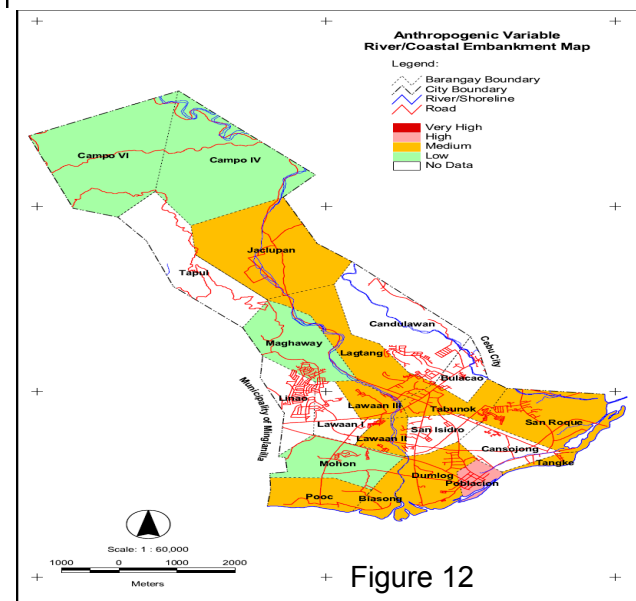 Anthropogenic Variable
River/Coastal Embankment Map
Legend:
Barangay Boundary
City Boundary
River/Shoreline
Road
Very High
High
Medium
Low
No Data
Campo VI
Campo IV
Jaclupan
Tapul
Candulawan
Cebu City
Maghaway
Lagtang
Bulacao
Linao
Municipality of Minglanilla
Lawaan III
Tabunok
San Roque
Lawaan I
San Isidro
Lawaan II
Cansojong
Mohon
Tangke
Dumlog
Poblacion
Pooc
Biasong
Scale: 1 : 60,000
1000 0 1000 2000
Meters
Figure 12